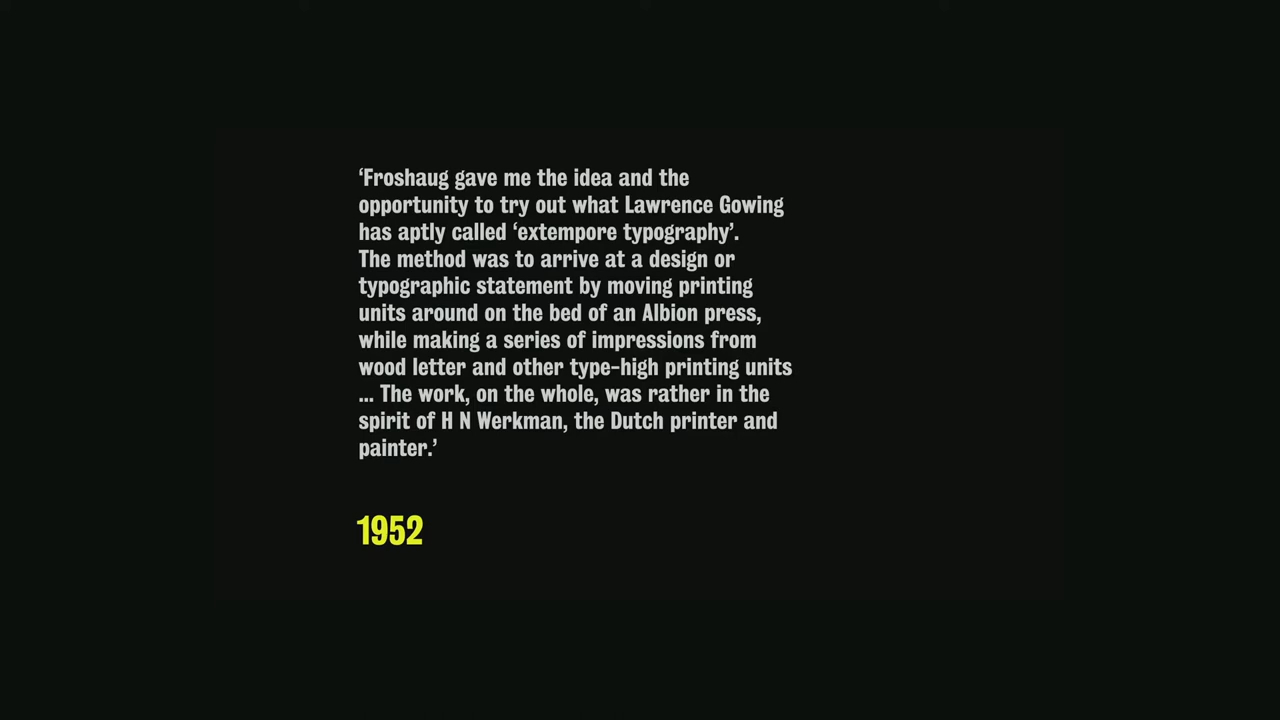 ‘Froshaug gave me the idea and the
opportunity to try out what Lawrence Gowing
has aptly called ‘extempore typography’.
The method was to arrive at a design or
typographic statement by moving printing
units around on the bed of an Albion press,
while making a series of impressions from
wood letter and other type-high printing units
... The work, on the whole, was rather in the
spirit of H N Werkman, the Dutch printer and
painter.’
1952